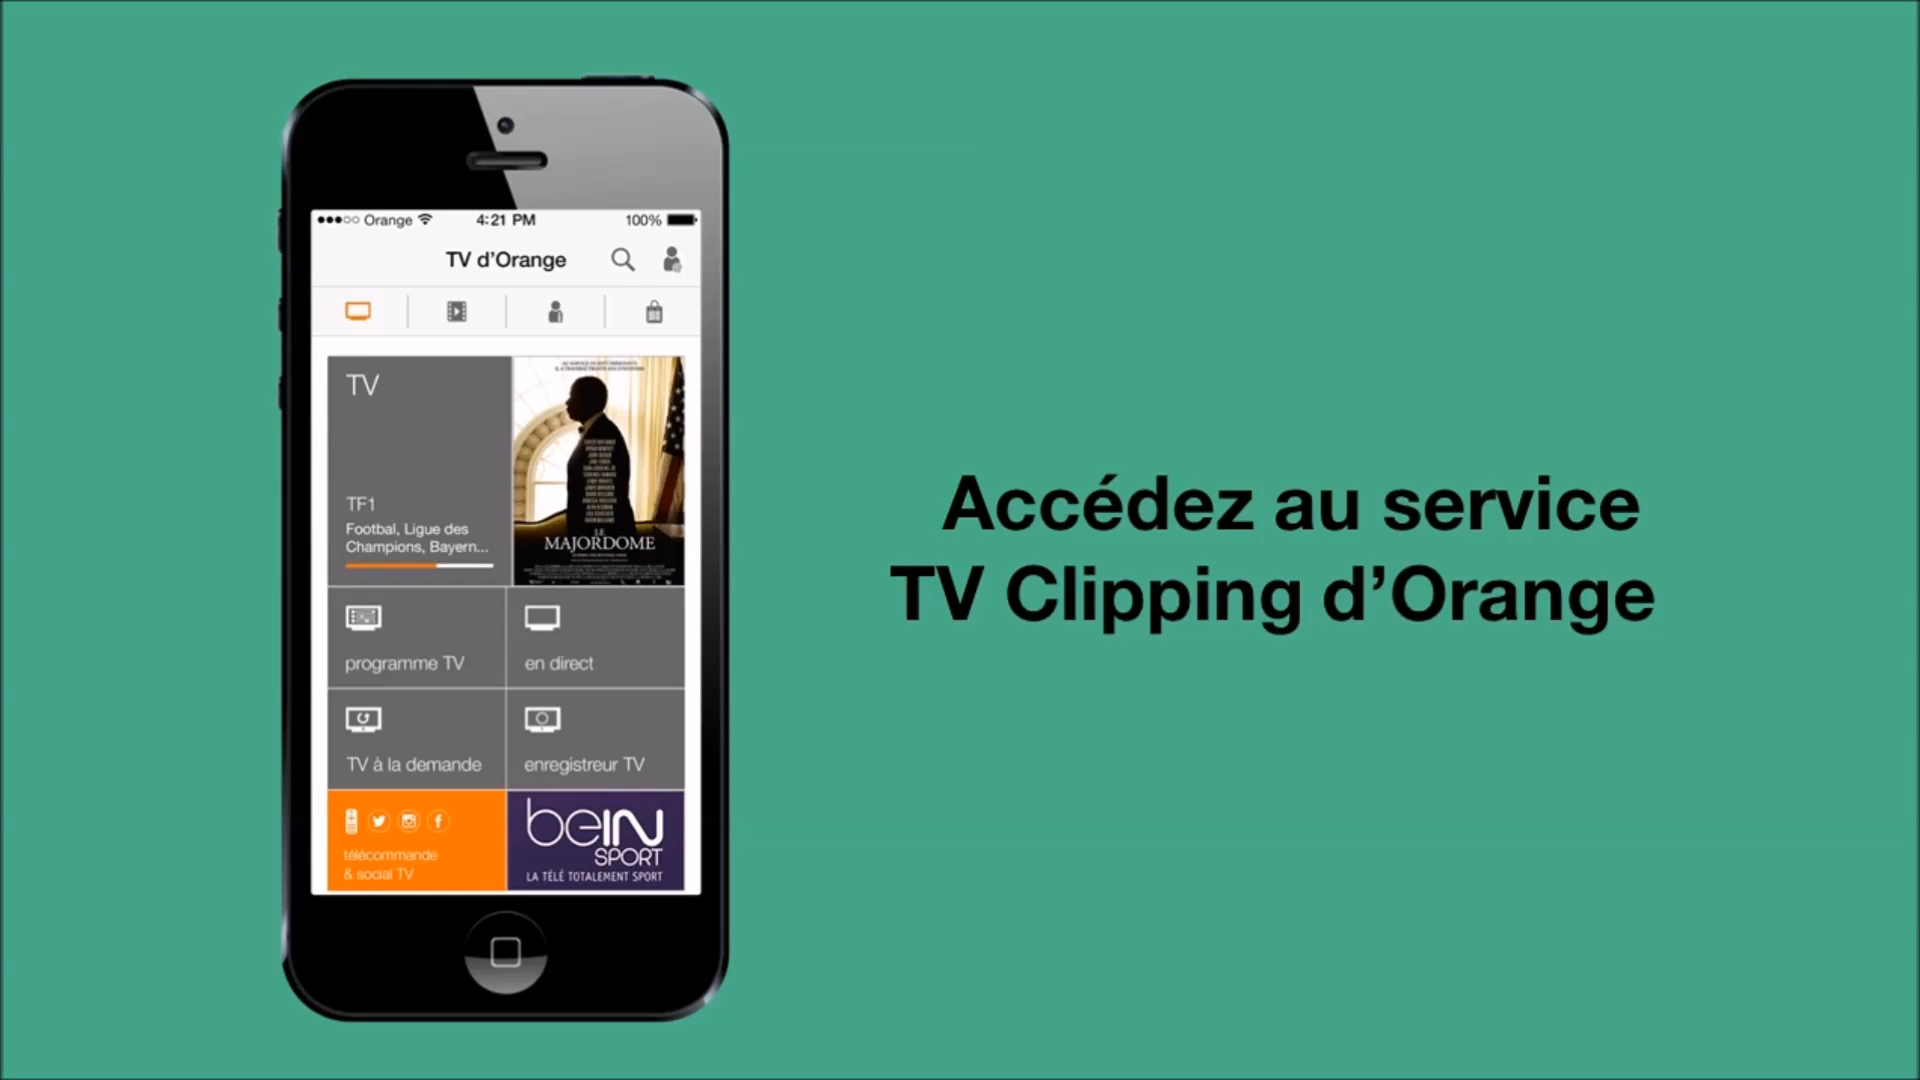 Orange 4:21 PM 100%
TV d'Orange
TV
TF1
Footbal, Ligue des
Champions, Bayern...
LE
MAJORDOME
programme TV
en direct
TV à la demande
enregistreur TV
télécommande
& social TV
beIN
SPORT
LA TÉLÉ TOTALEMENT SPORT
Accédez au service
TV Clipping d'Orange